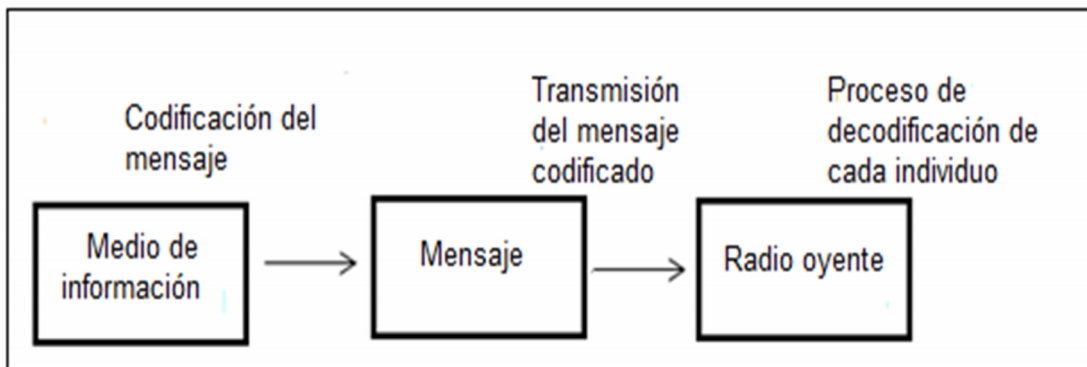 Codificación del
mensaje
Transmisión
del mensaje
codificado
Proceso de
decodificación de
cada individuo
Medio de
información
Mensaje
Radio oyente